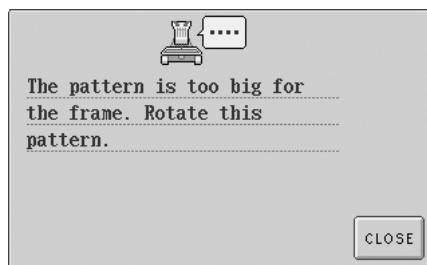 ....
The pattern is too big for
the frame. Rotate this
pattern.
CLOSE